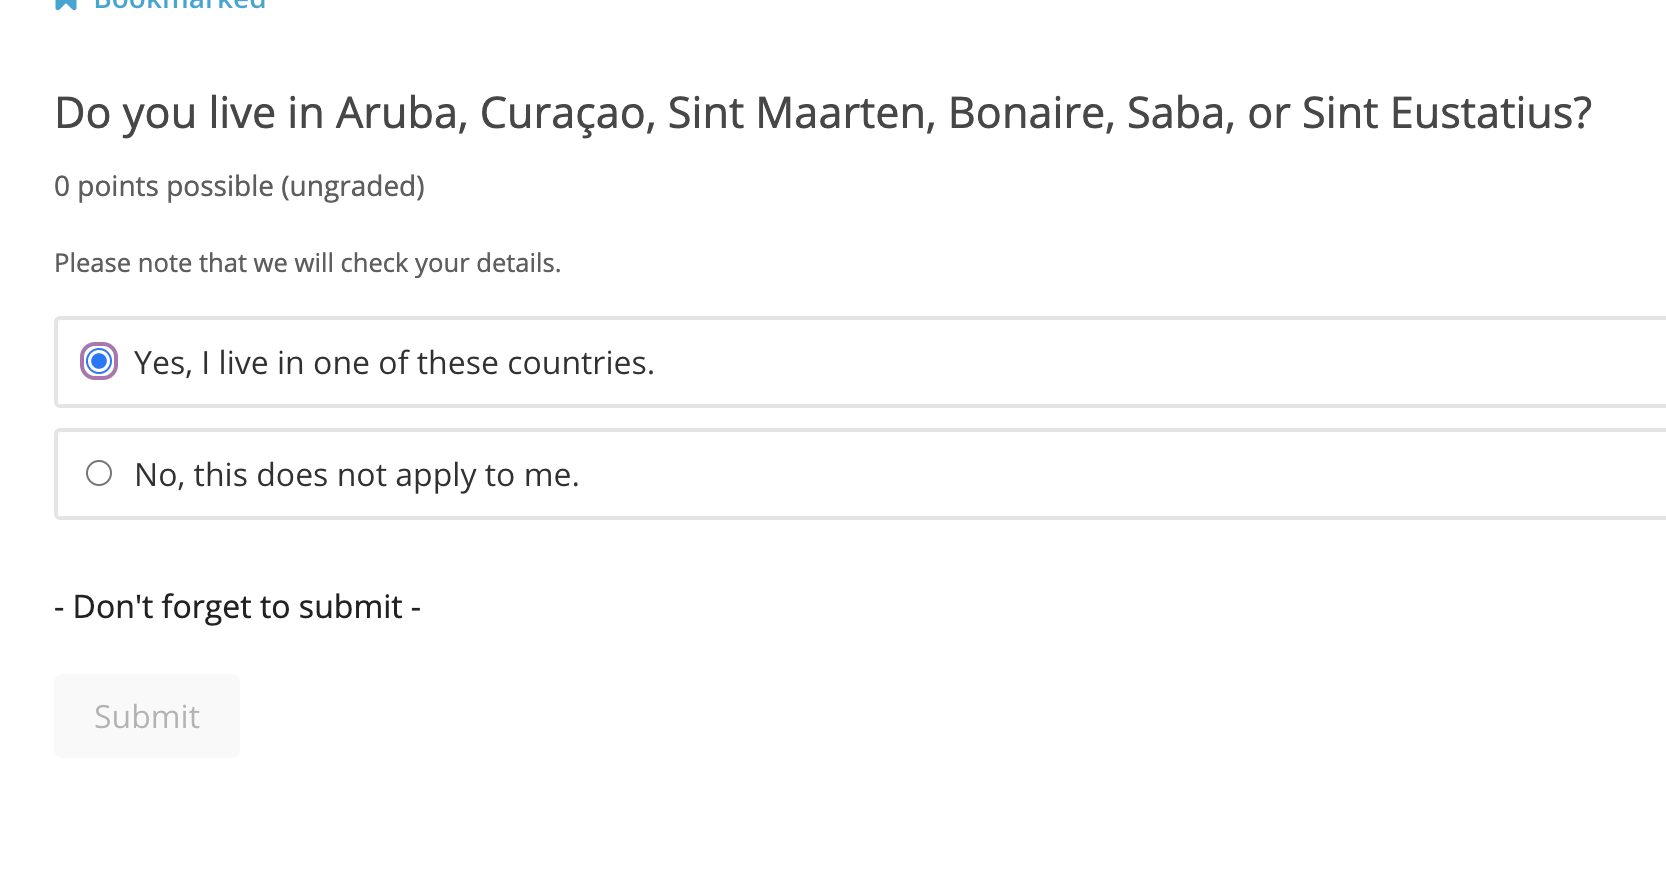 Bookmarked
Do you live in Aruba, Curaçao, Sint Maarten, Bonaire, Saba, or Sint Eustatius?
0 points possible (ungraded)
Please note that we will check your details.
Yes, I live in one of these countries.
No, this does not apply to me.
- Don't forget to submit -
Submit